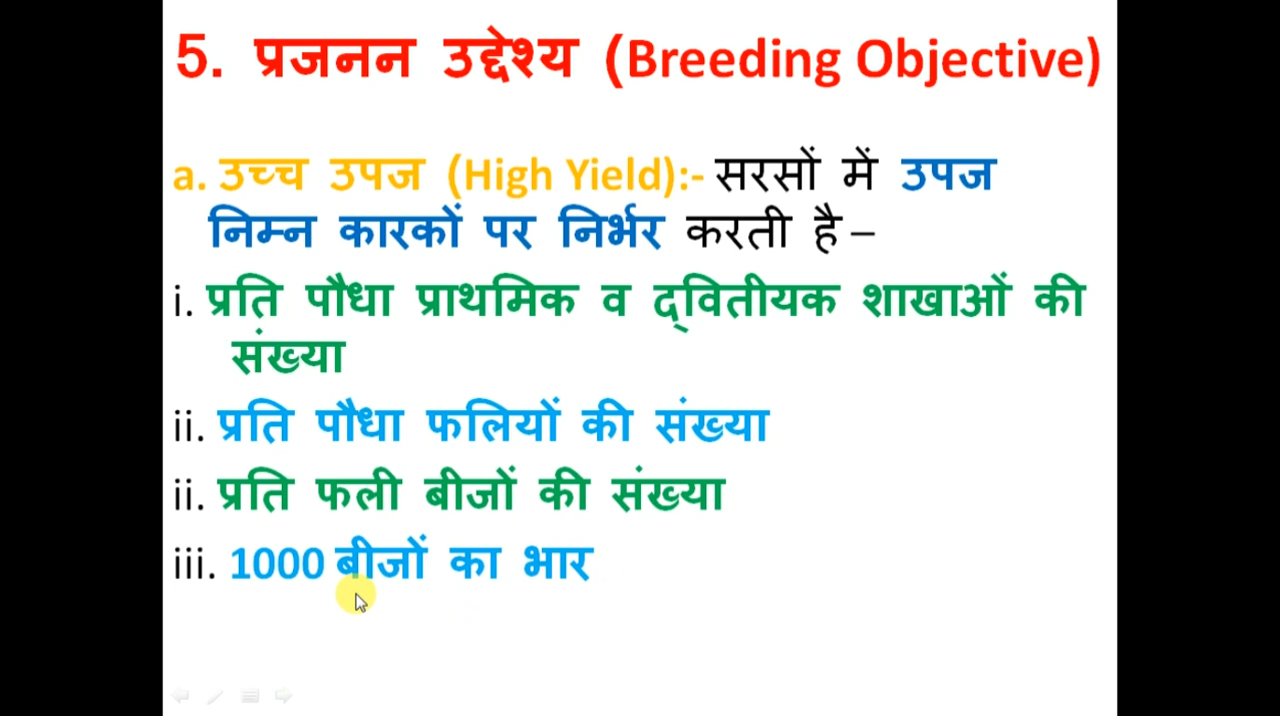 5. प्रजनन उद्देश्य (Breeding Objective)
a. उच्च उपज (High Yield):- सरसों में उपज
निम्न कारकों पर निर्भर करती है –
i. प्रति पौधा प्राथमिक व द्वितीयक शाखाओं की
संख्या
ii. प्रति पौधा फलियों की संख्या
ii. प्रति फली बीजों की संख्या
iii. 1000 बीजों का भार